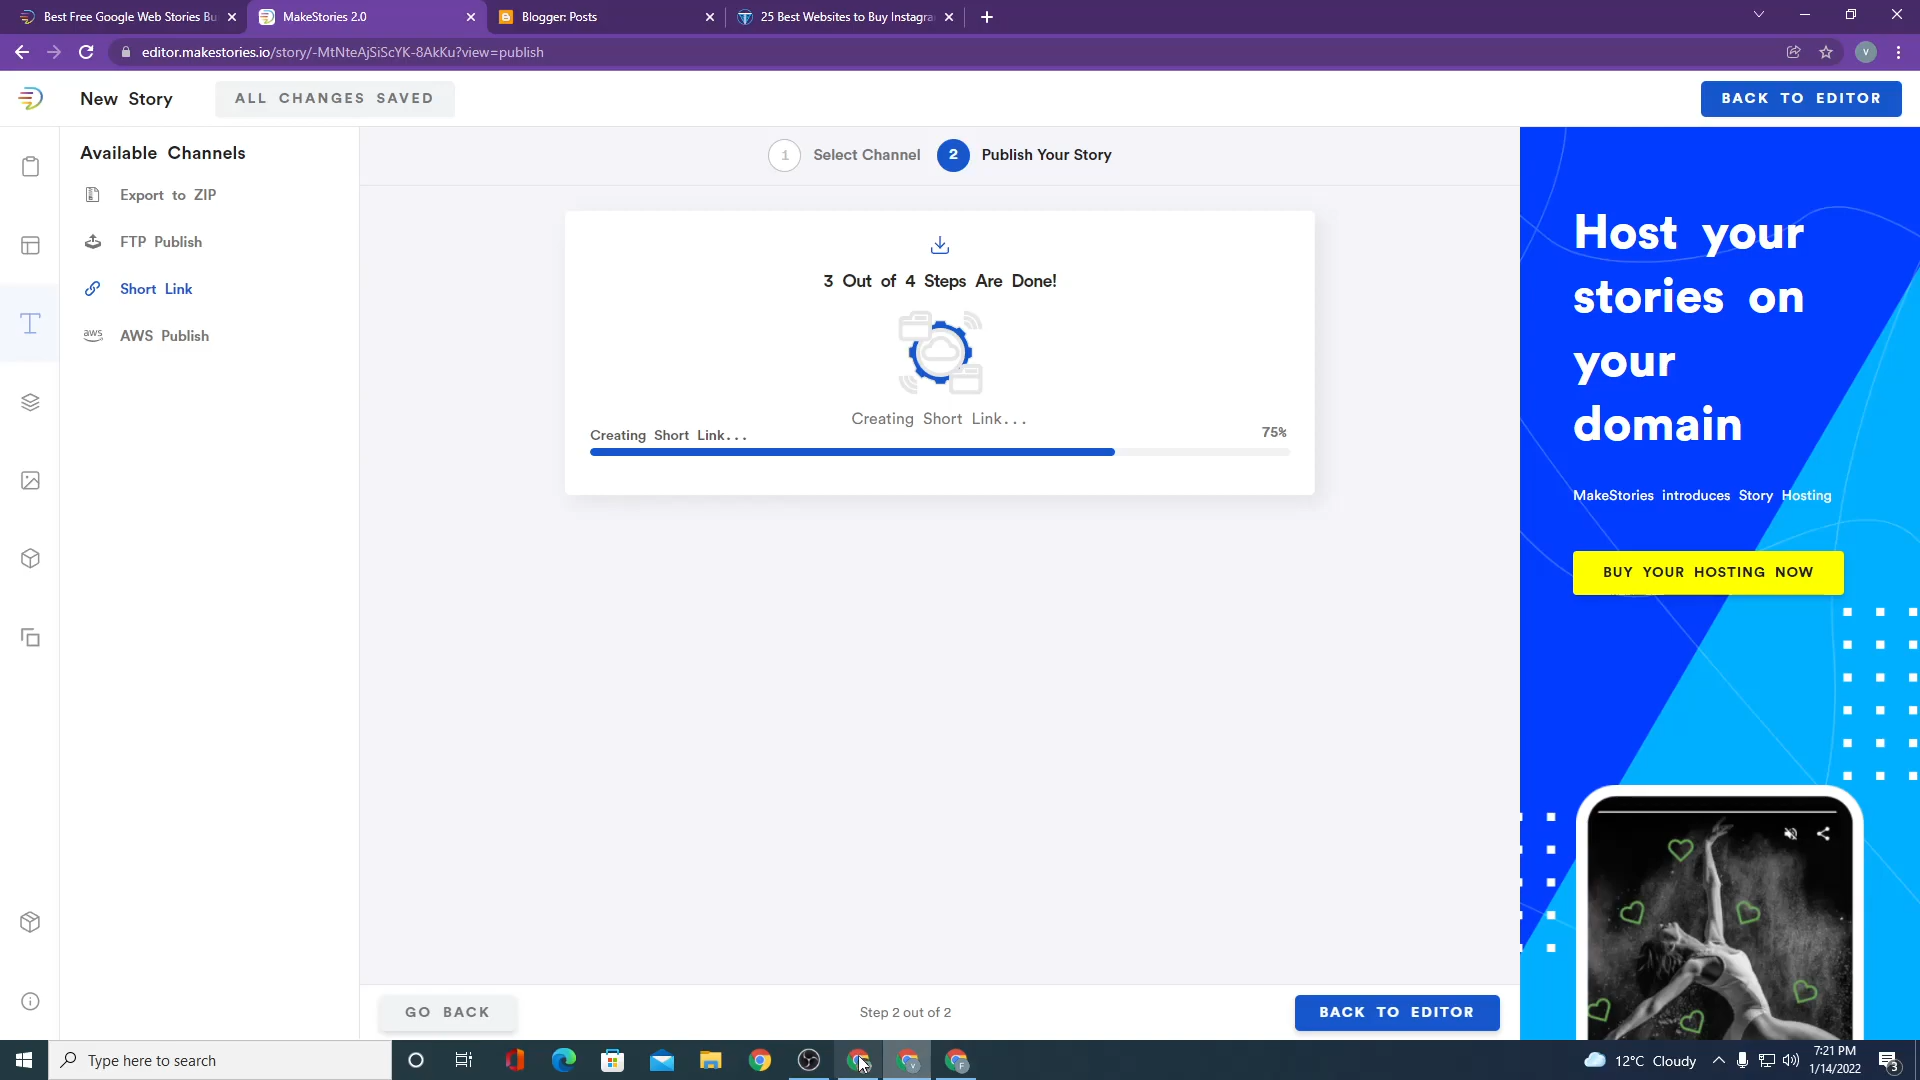 Best Free Google Web Stories Bu
MakeStories 2.0
Blogger: Posts
25 Best Websites to Buy Instagra
editor.makestories.io/story/-MtNteAjSiScYK-8AkKu?view=publish
V
New Story
ALL CHANGES SAVED
BACK TO EDITOR
Available Channels
Export to ZIP
FTP Publish
Short Link
aws
AWS Publish
1
Select Channel
2
Publish Your Story
3 Out of 4 Steps Are Done!
Creating Short Link...
Creating Short Link...
75%
Host your
stories on
your
domain
MakeStories introduces Story Hosting
BUY YOUR HOSTING NOW
GO BACK
Step 2 out of 2
BACK TO EDITOR
Type here to search
12°C Cloudy
7:21 PM
1/14/2022
3